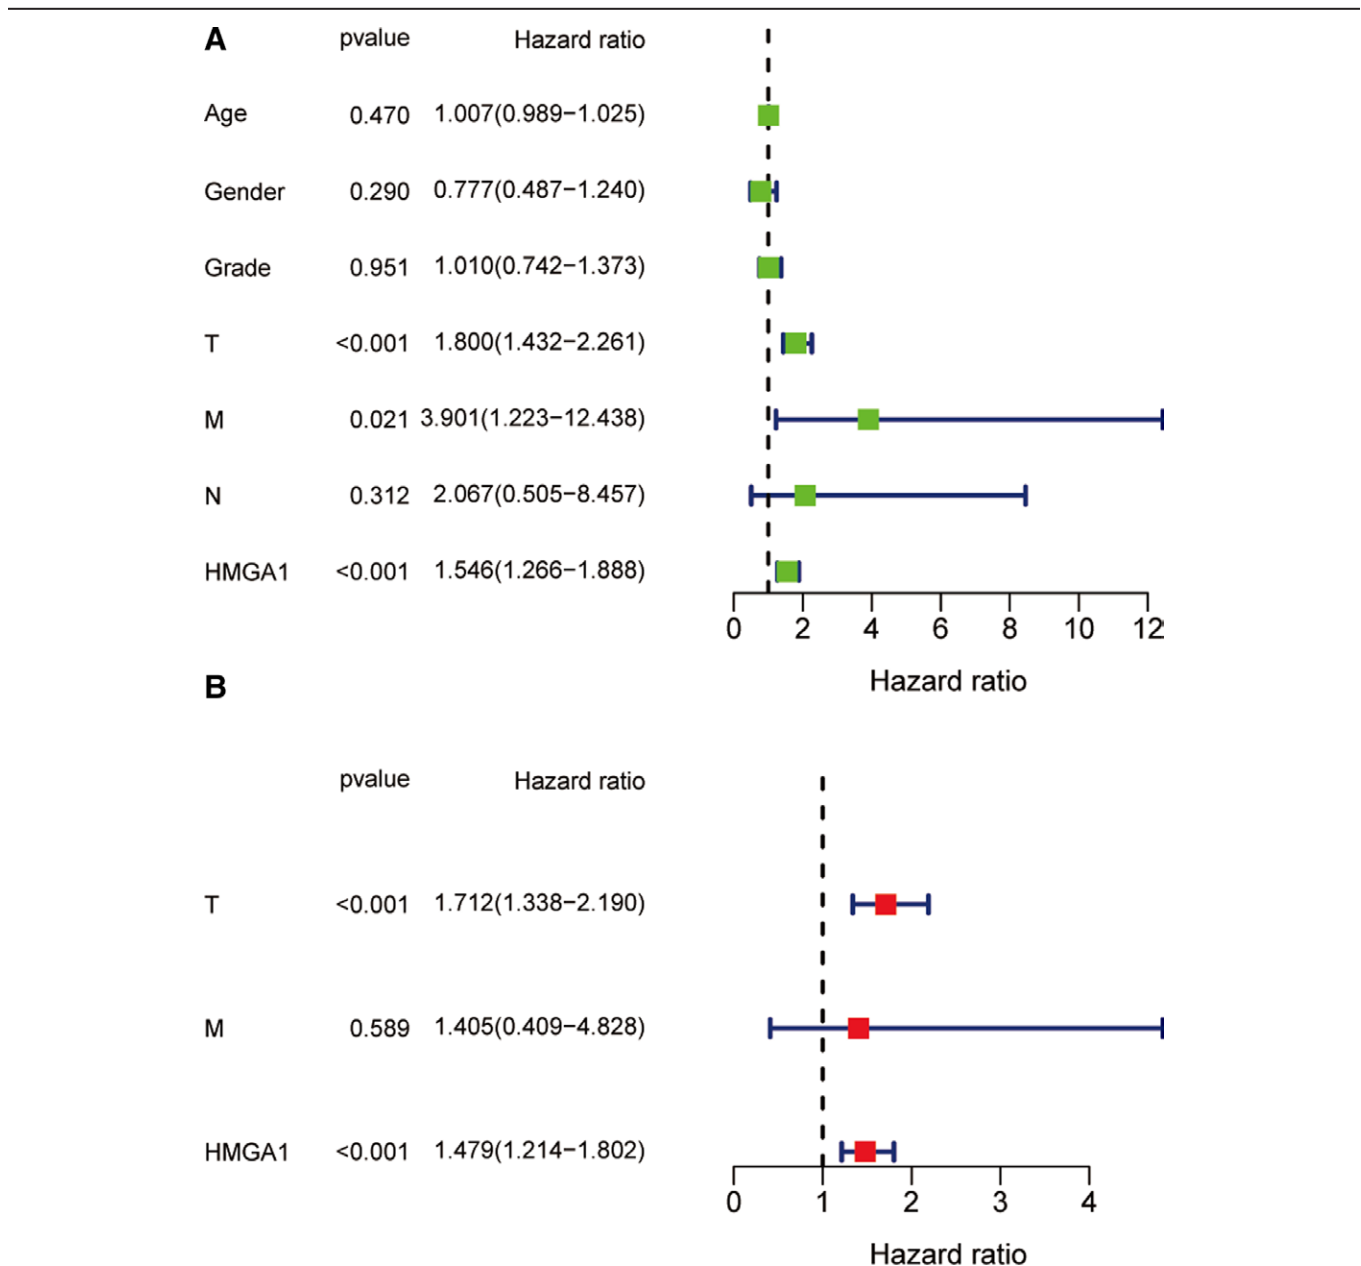 A pvalue Hazard ratio
Age 0.470 1.007(0.989−1.025)
Gender 0.290 0.777(0.487−1.240)
Grade 0.951 1.010(0.742−1.373)
T <0.001 1.800(1.432−2.261)
M 0.021 3.901(1.223−12.438)
N 0.312 2.067(0.505−8.457)
HMGA1 <0.001 1.546(1.266−1.888)
0 2 4 6 8 10 12
Hazard ratio
B
pvalue Hazard ratio
T <0.001 1.712(1.338−2.190)
M 0.589 1.405(0.409−4.828)
HMGA1 <0.001 1.479(1.214−1.802)
0 1 2 3 4
Hazard ratio